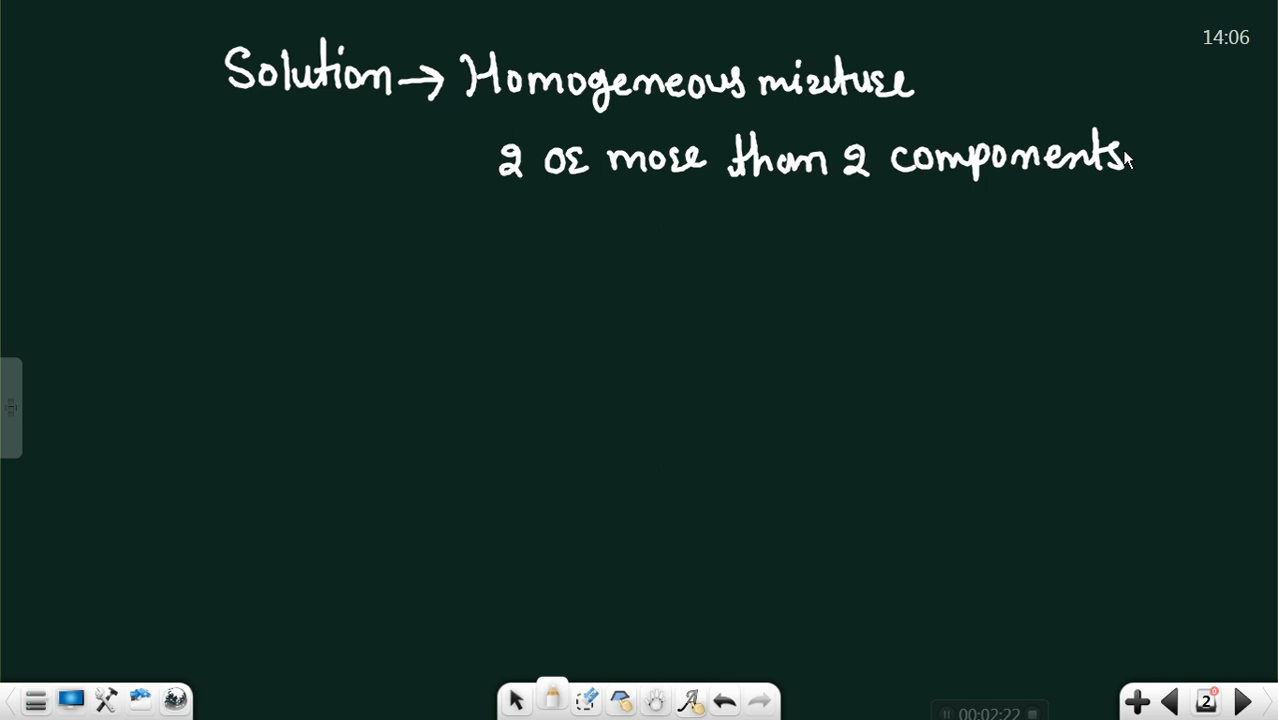 14:06
Solution → Homogeneous mixture
2 or more than 2 components
2
00:02:22